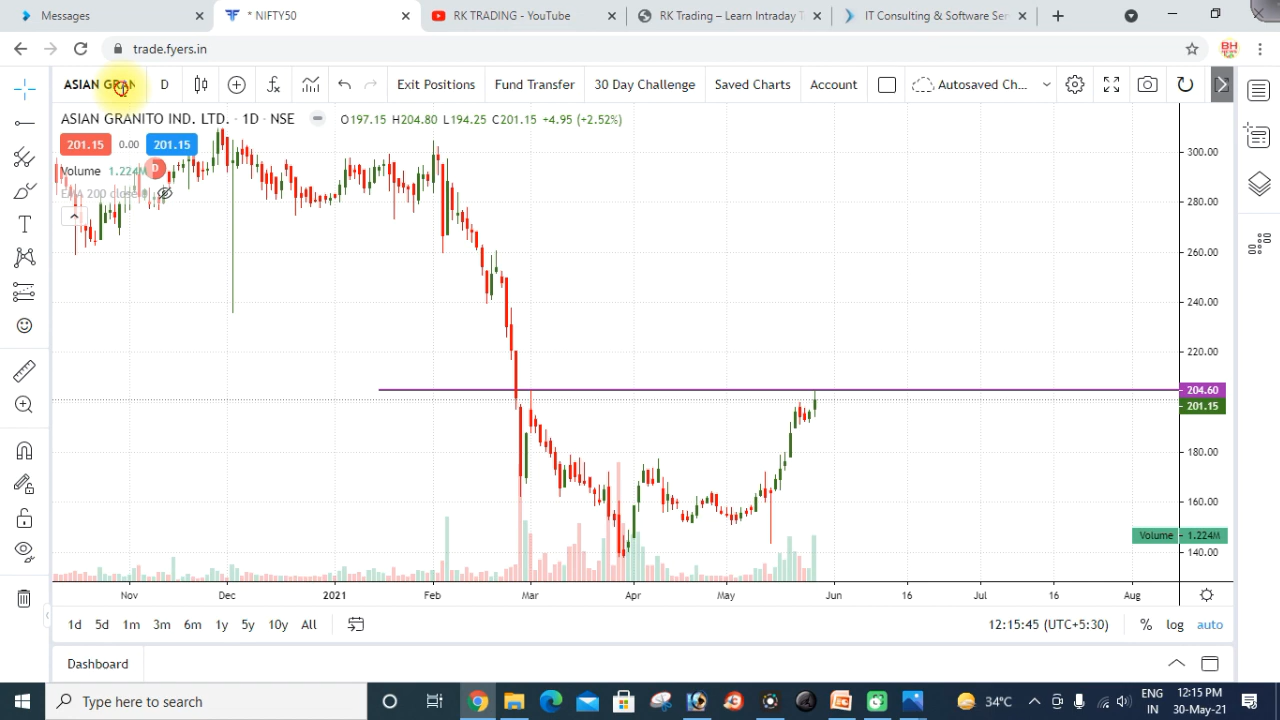 Messages
* NIFTY50
RK TRADING - YouTube
RK Trade – Learn Intraday T
IT Consulting & Software Ser
trade.fyers.in
BH
ASIAN GRAN
D
Exit Positions
Fund Transfer
30 Day Challenge
Saved Charts
Account
Autosaved Ch...
ASIAN GRANITO IND. LTD. · 1D · NSE
O197.15 H204.80 L194.25 C201.15 +4.95 (+2.52%)
201.15 0.00 201.15
Volume 1.224M
D
EMA 200 close 0
300.00
280.00
260.00
240.00
220.00
204.60
201.15
180.00
160.00
Volume 1.224M
140.00
Nov Dec 2021 Feb Mar Apr May Jun 16 Jul 16 Aug
1d 5d 1m 3m 6m 1y 5y 10y All
12:15:45 (UTC+5:30) % log auto
Dashboard
Type here to search
34°C
ENG
IN
12:15 PM
30-May-21